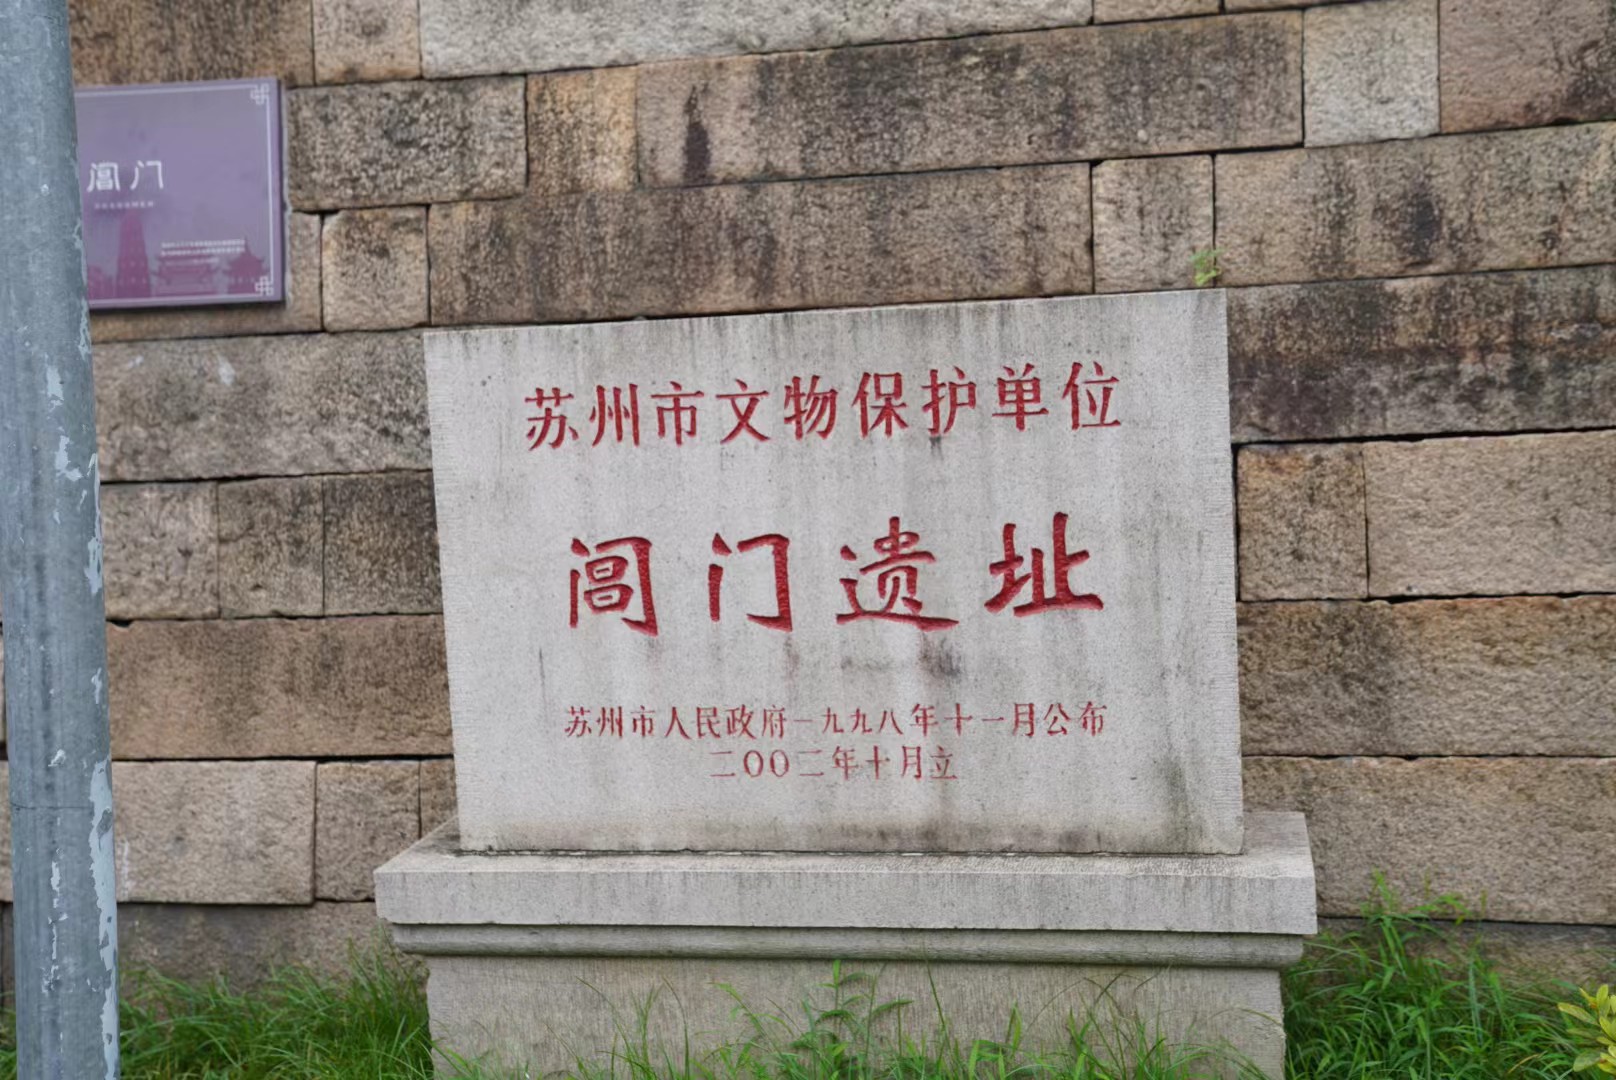 阊门
苏州市文物保护单位
阊门遗址
苏州市人民政府一九九八年十一月公布
二〇〇二年十月立